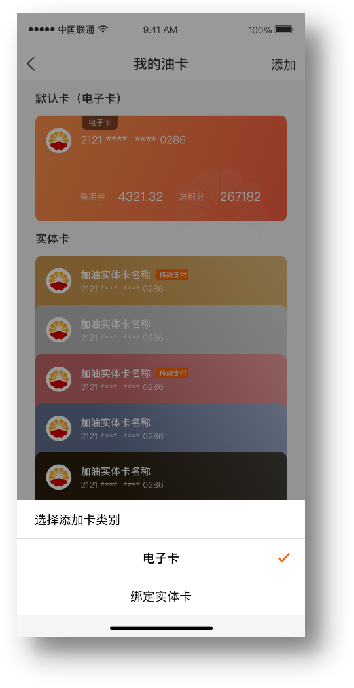 中国联通 9:41 AM 100%
我的油卡 添加
默认卡（电子卡）
电子卡
2121 **** **** 0286
备用金 4321.32 总积分 267182
实体卡
加油实体卡名称 移动支付
2121 **** **** 0286
加油实体卡名称
2121 **** **** 0286
加油实体卡名称 移动支付
2121 **** **** 0286
加油实体卡名称
2121 **** **** 0286
加油实体卡名称
2121 **** **** 0286
选择添加卡类别
电子卡
绑定实体卡